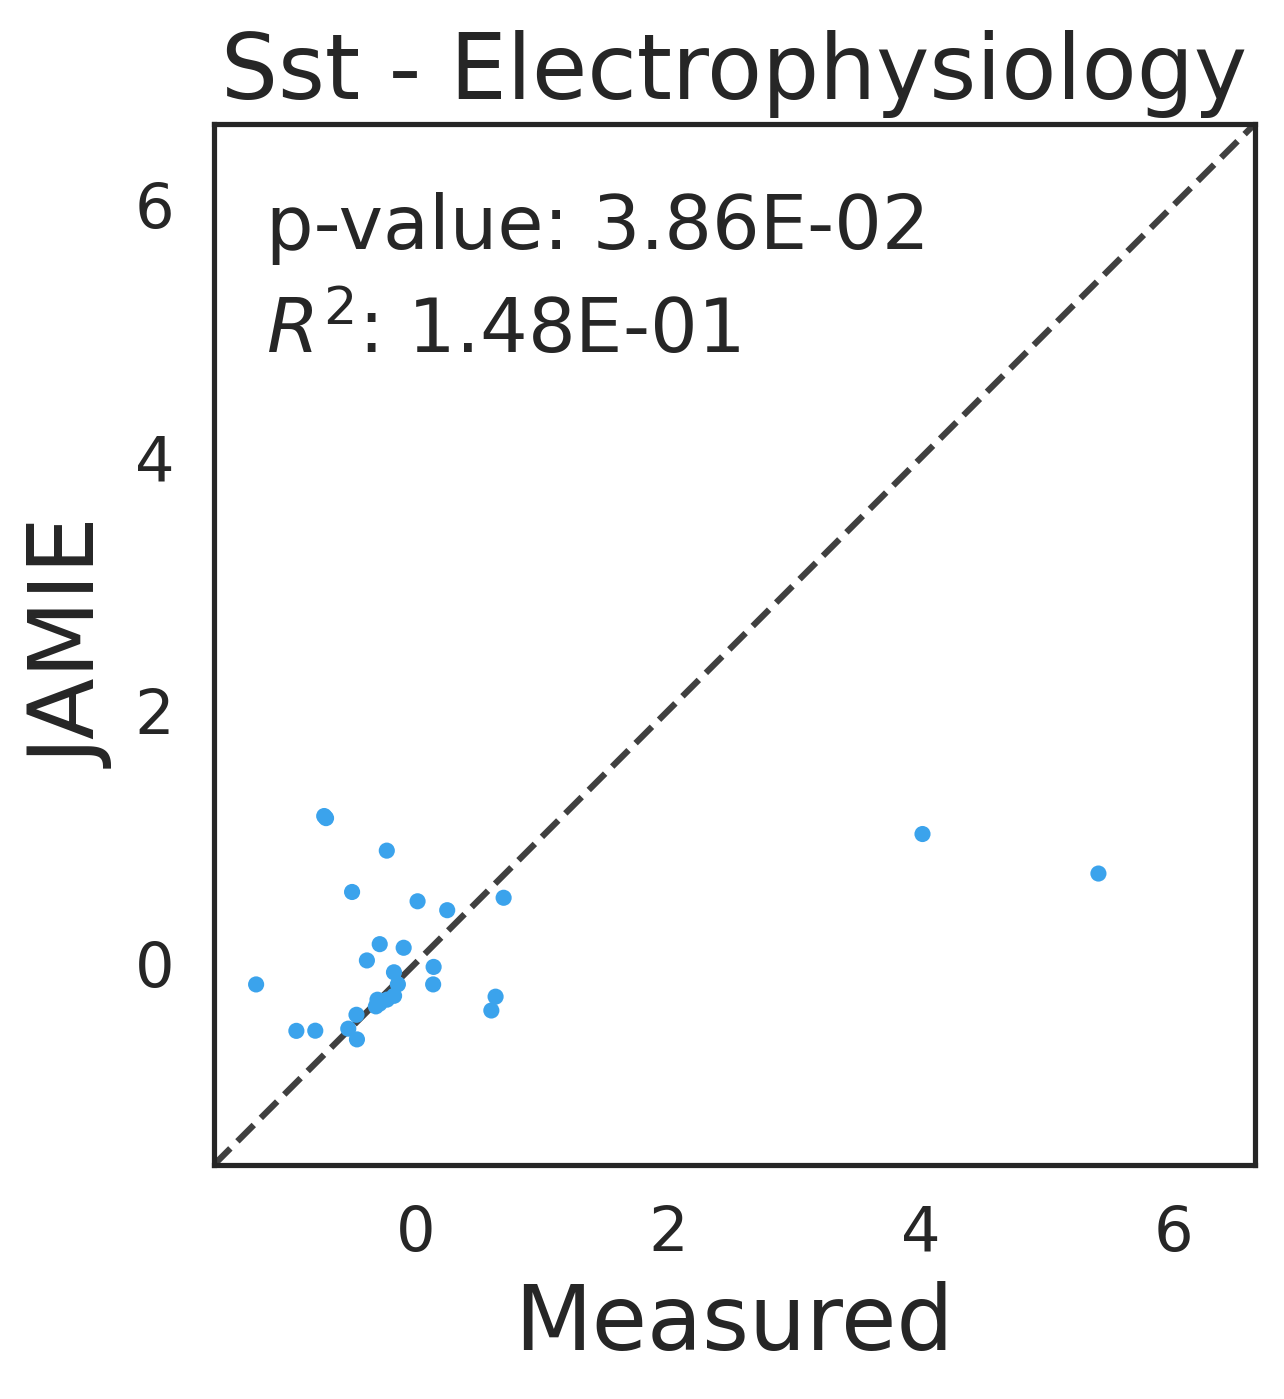 Sst - Electrophysiology
p-value: 3.86E-02
R²: 1.48E-01
6
4
2
0
JAMIE
0 2 4 6
Measured